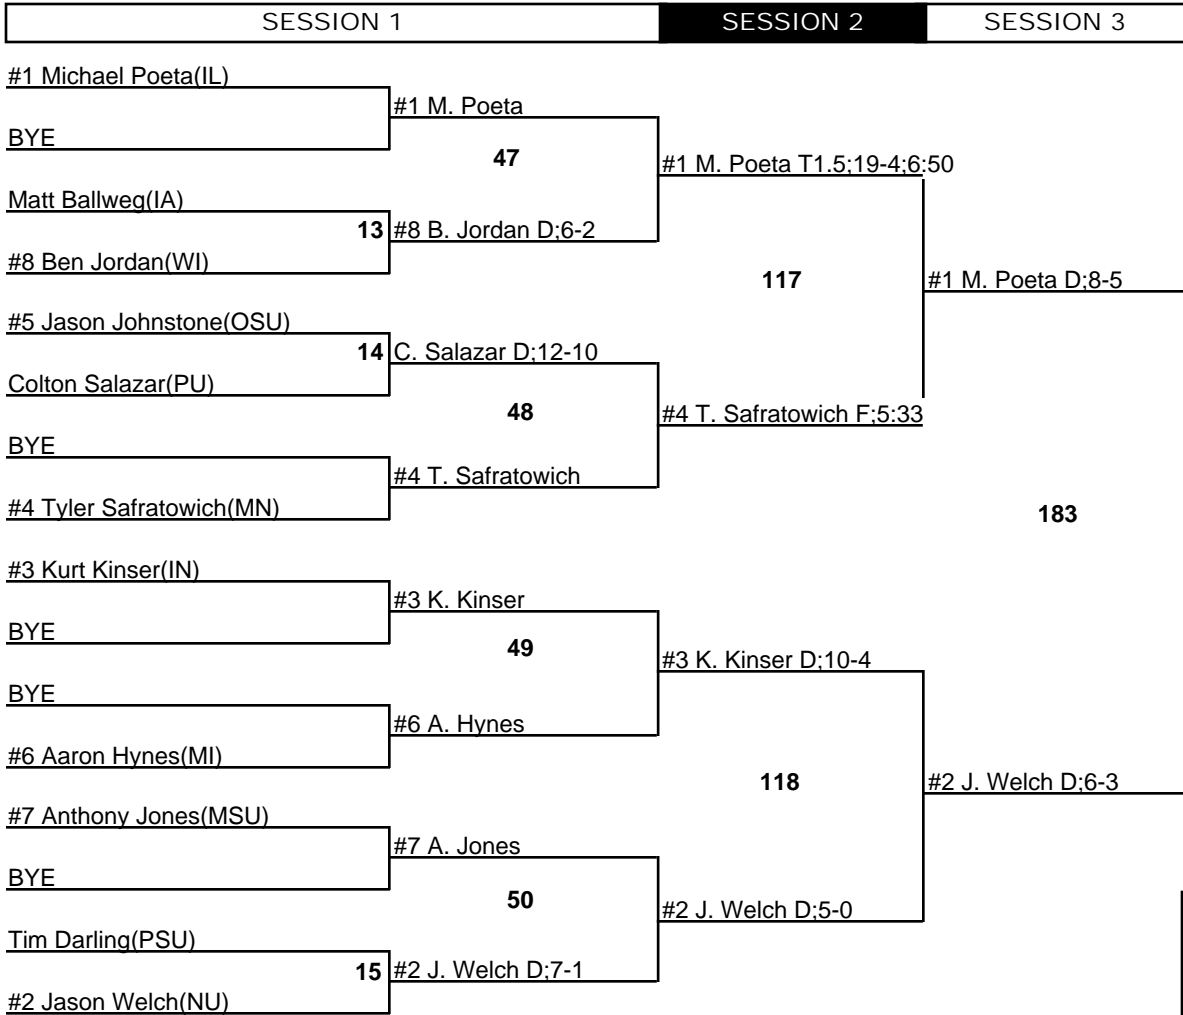 SESSION 1
SESSION 2
SESSION 3
#1 Michael Poeta(IL)
BYE
Matt Ballweg(IA)
#8 Ben Jordan(WI)
#5 Jason Johnstone(OSU)
Colton Salazar(PU)
BYE
#4 Tyler Safratowich(MN)
#3 Kurt Kinser(IN)
BYE
BYE
#6 Aaron Hynes(MI)
#7 Anthony Jones(MSU)
BYE
Tim Darling(PSU)
#2 Jason Welch(NU)
#1 M. Poeta
47
13 #8 B. Jordan D;6-2
14 C. Salazar D;12-10
48
#4 T. Safratowich
#3 K. Kinser
49
#6 A. Hynes
#7 A. Jones
50
15 #2 J. Welch D;7-1
#1 M. Poeta T1.5;19-4;6:50
117
#4 T. Safratowich F;5:33
#3 K. Kinser D;10-4
118
#2 J. Welch D;5-0
#1 M. Poeta D;8-5
183
#2 J. Welch D;6-3